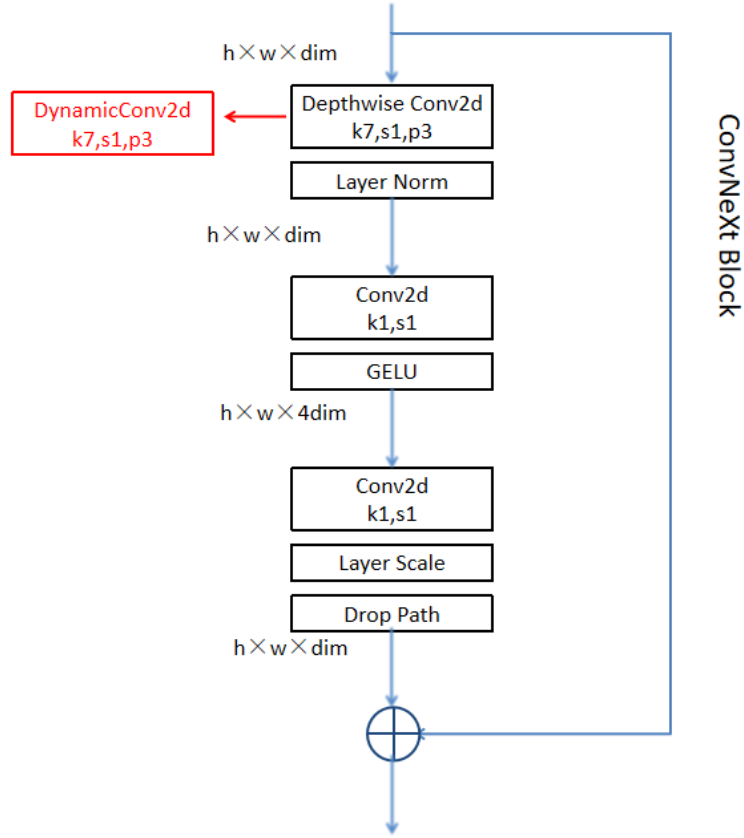 h×w×dim
DynamicConv2d
k7,s1,p3
Depthwise Conv2d
k7,s1,p3
Layer Norm
h×w×dim
Conv2d
k1,s1
GELU
h×w×4dim
Conv2d
k1,s1
Layer Scale
Drop Path
h×w×dim
ConvNeXt Block